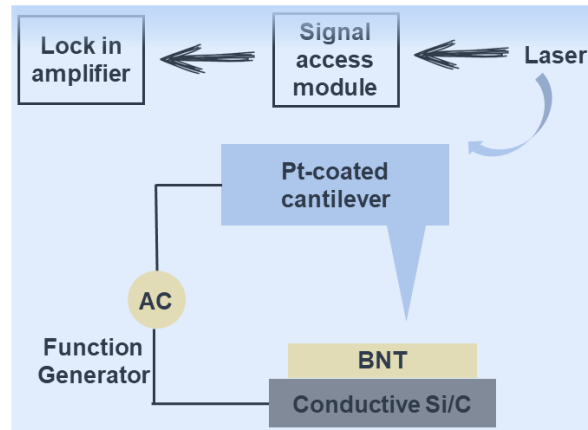 Lock in
amplifier
Signal
access
module
Laser
Pt-coated
cantilever
AC
Function
Generator
BNT
Conductive Si/C